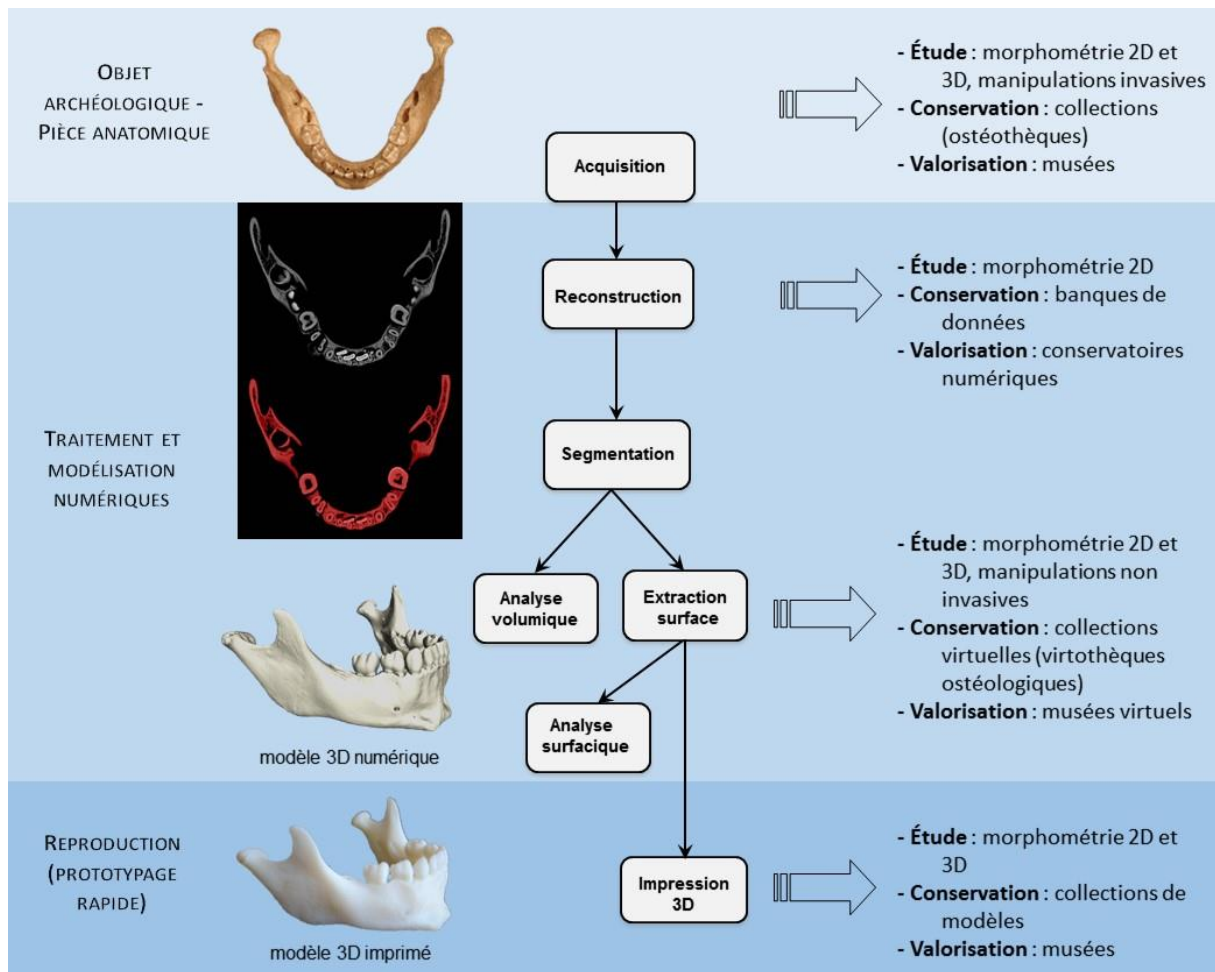 OBJET
ARCHÉOLOGIQUE -
PIÈCE ANATOMIQUE
Acquisition
- Étude : morphométrie 2D et
3D, manipulations invasives
- Conservation : collections
(ostéothèques)
- Valorisation : musées
TRAITEMENT ET
MODÉLISATION
NUMÉRIQUES
Reconstruction
- Étude : morphométrie 2D
- Conservation : banques de
données
- Valorisation : conservatoires
numériques
Segmentation
Analyse
volumique
Extraction
surface
Analyse
surfacique
modèle 3D numérique
- Étude : morphométrie 2D et
3D, manipulations non
invasives
- Conservation : collections
virtuelles (virtothèques
ostéologiques)
- Valorisation : musées virtuels
REPRODUCTION
(PROTOTYPAGE
RAPIDE)
modèle 3D imprimé
Impression
3D
- Étude : morphométrie 2D et
3D
- Conservation : collections de
modèles
- Valorisation : musées